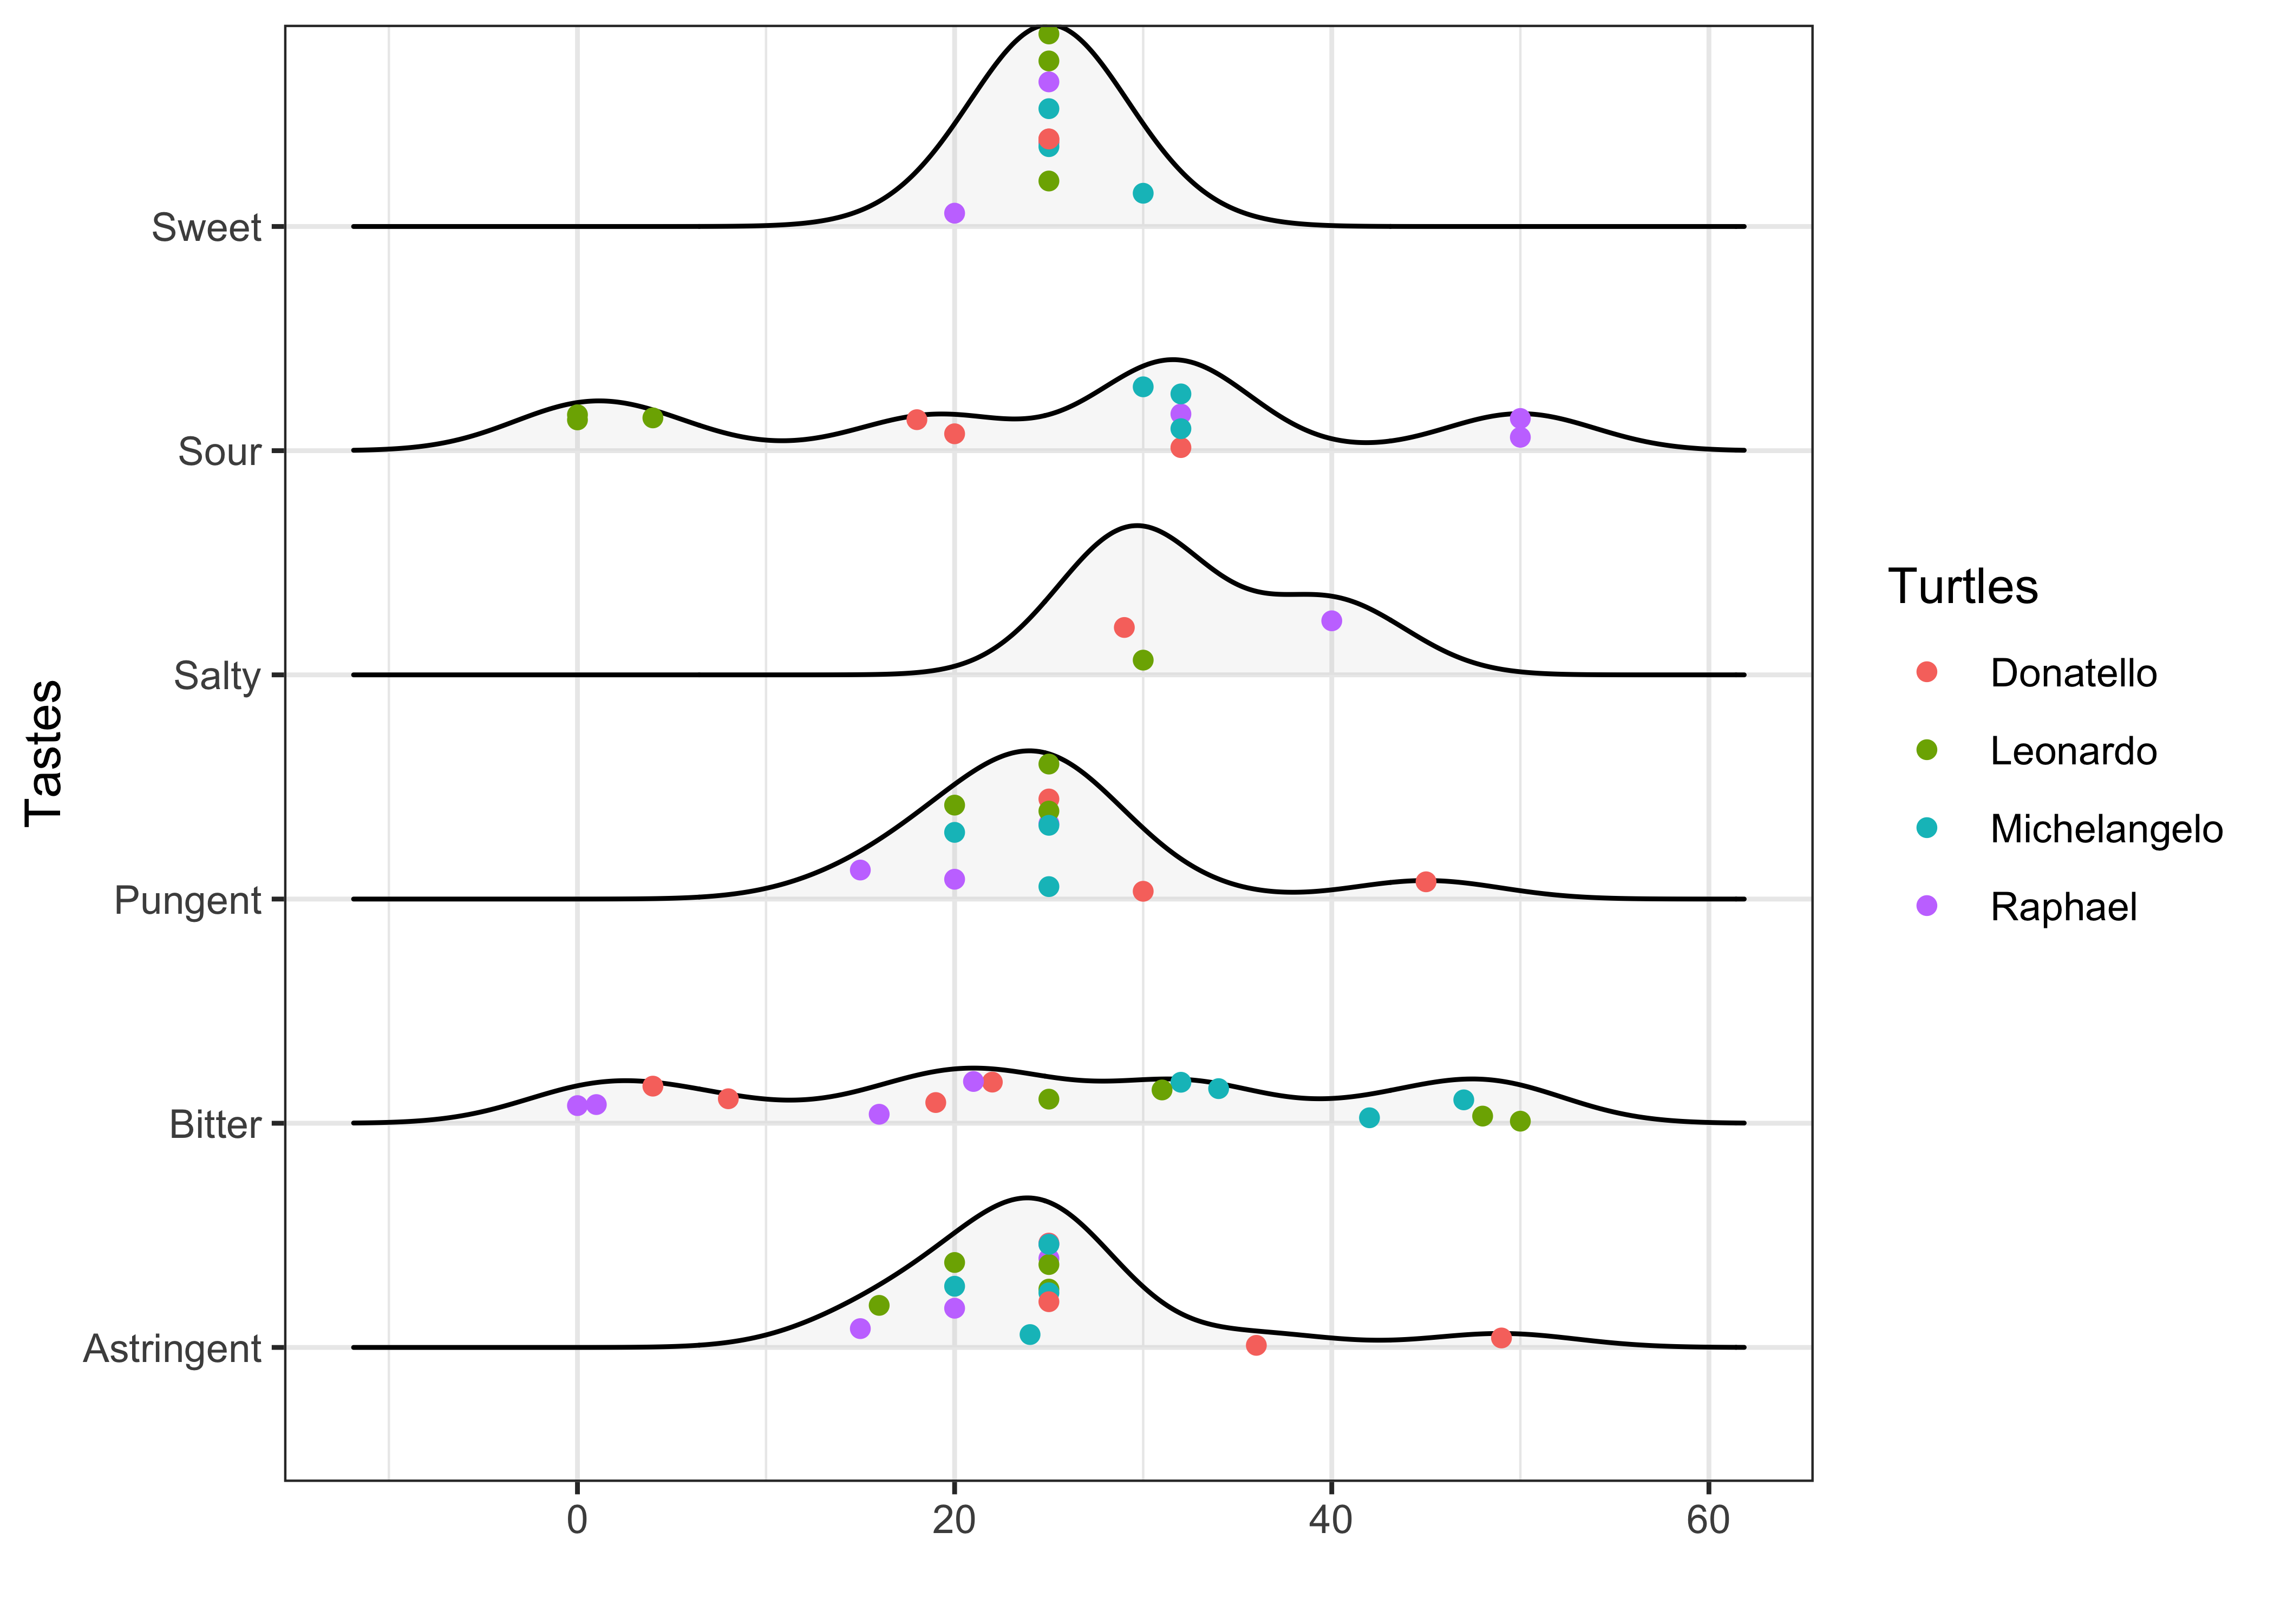 Tastes
Sweet
Sour
Salty
Pungent
Bitter
Astringent
0 20 40 60
Turtles
Donatello
Leonardo
Michelangelo
Raphael